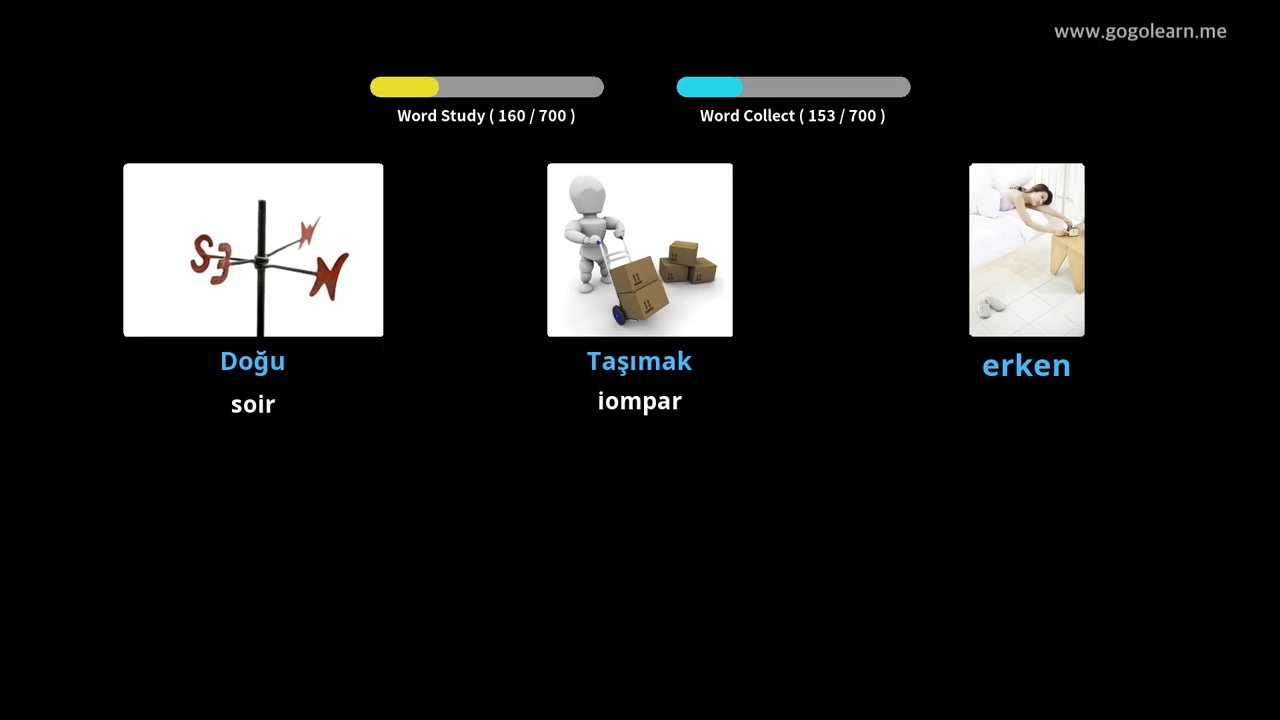 www.gogolearn.me
Word Study ( 160 / 700 )
Word Collect ( 153 / 700 )
S
E
N
Doğu
soir
Taşımak
iompar
erken